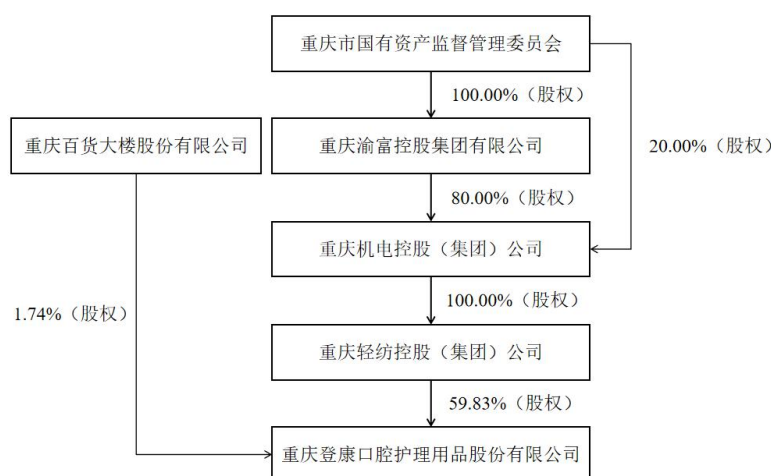 重庆市国有资产监督管理委员会
100.00%（股权）
重庆百货大楼股份有限公司
重庆渝富控股集团有限公司
20.00%（股权）
80.00%（股权）
重庆机电控股（集团）公司
100.00%（股权）
1.74%（股权）
重庆轻纺控股（集团）公司
59.83%（股权）
重庆登康口腔护理用品股份有限公司